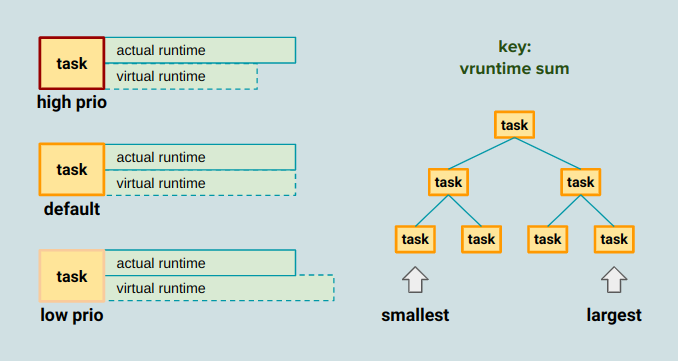 task
actual runtime
virtual runtime
high prio
task
actual runtime
virtual runtime
default
task
actual runtime
virtual runtime
low prio
key:
vruntime sum
task
task
task
task
task
task
task
smallest
largest